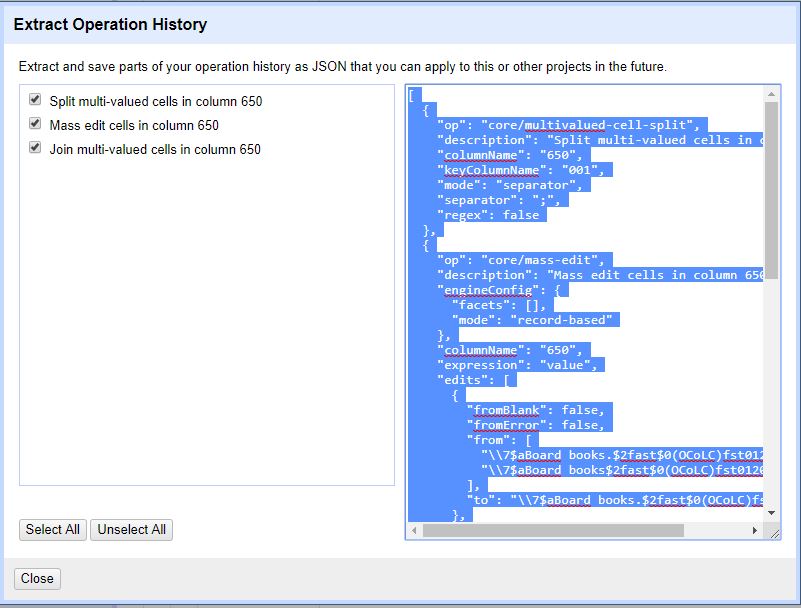 Extract Operation History
Extract and save parts of your operation history as JSON that you can apply to this or other projects in the future.
Split multi-valued cells in column 650
Mass edit cells in column 650
Join multi-valued cells in column 650
[
{
"op": "core/multivalued-cell-split",
"description": "Split multi-valued cells in
"columnName": "650",
"keyColumnName": "001",
"mode": "separator",
"separator": ";",
"regex": false
},
{
"op": "core/mass-edit",
"description": "Mass edit cells in column 650
"engineConfig": {
"facets": [],
"mode": "record-based"
},
"columnName": "650",
"expression": "value",
"edits": [
{
"fromBlank": false,
"fromError": false,
"from": [
"\\7$aBoard books.$2fast$0(OCoLC)fst012
"\\7$aBoard books$2fast$0(OCoLC)fst0120
],
"to": "\\7$aBoard books.$2fast$0(OCoLC)fs
},
Select All
Unselect All
Close